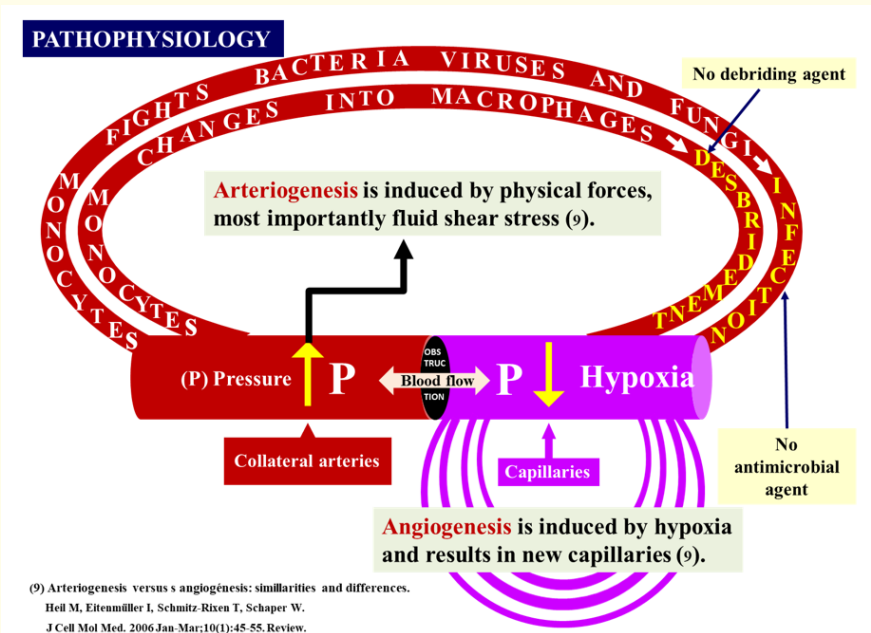 PATHOPHYSIOLOGY
MONOCYTES FIGHTS BACTERIA VIRUSES AND FUNGI INFECTION
MONOCYTES CHANGES INTO MACROPHAGES DESBRIDEMENT
No debriding agent
Arteriogenesis is induced by physical forces,
most importantly fluid shear stress (9).
(P) Pressure
P
OBS
TRUC
TION
Blood flow
P
Hypoxia
Collateral arteries
Capillaries
No
antimicrobial
agent
Angiogenesis is induced by hypoxia
and results in new capillaries (9).
(9) Arteriogenesis versus s angiogénesis: simillarities and differences.
Heil M, Eitenmüller I, Schmitz-Rixen T, Schaper W.
J Cell Mol Med. 2006 Jan-Mar;10(1):45-55. Review.